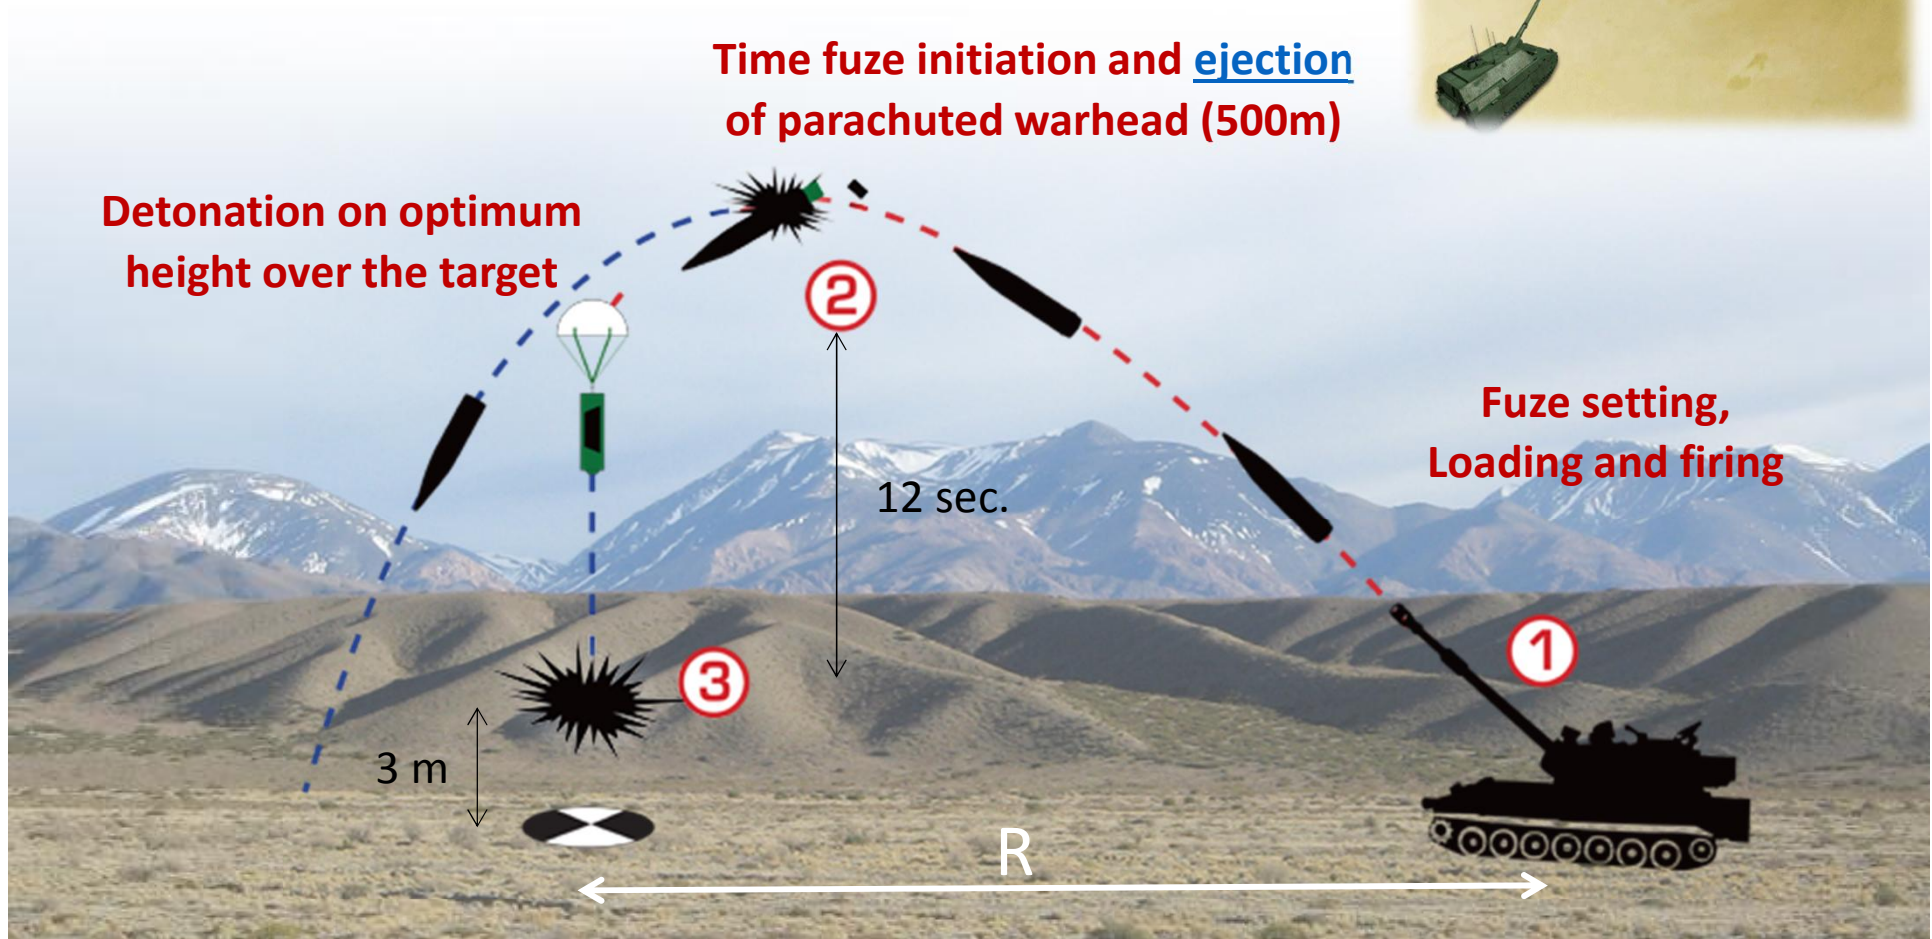 Time fuze initiation and ejection
of parachuted warhead (500m)
Detonation on optimum
height over the target
2
Fuze setting,
Loading and firing
12 sec.
1
3
3 m
R